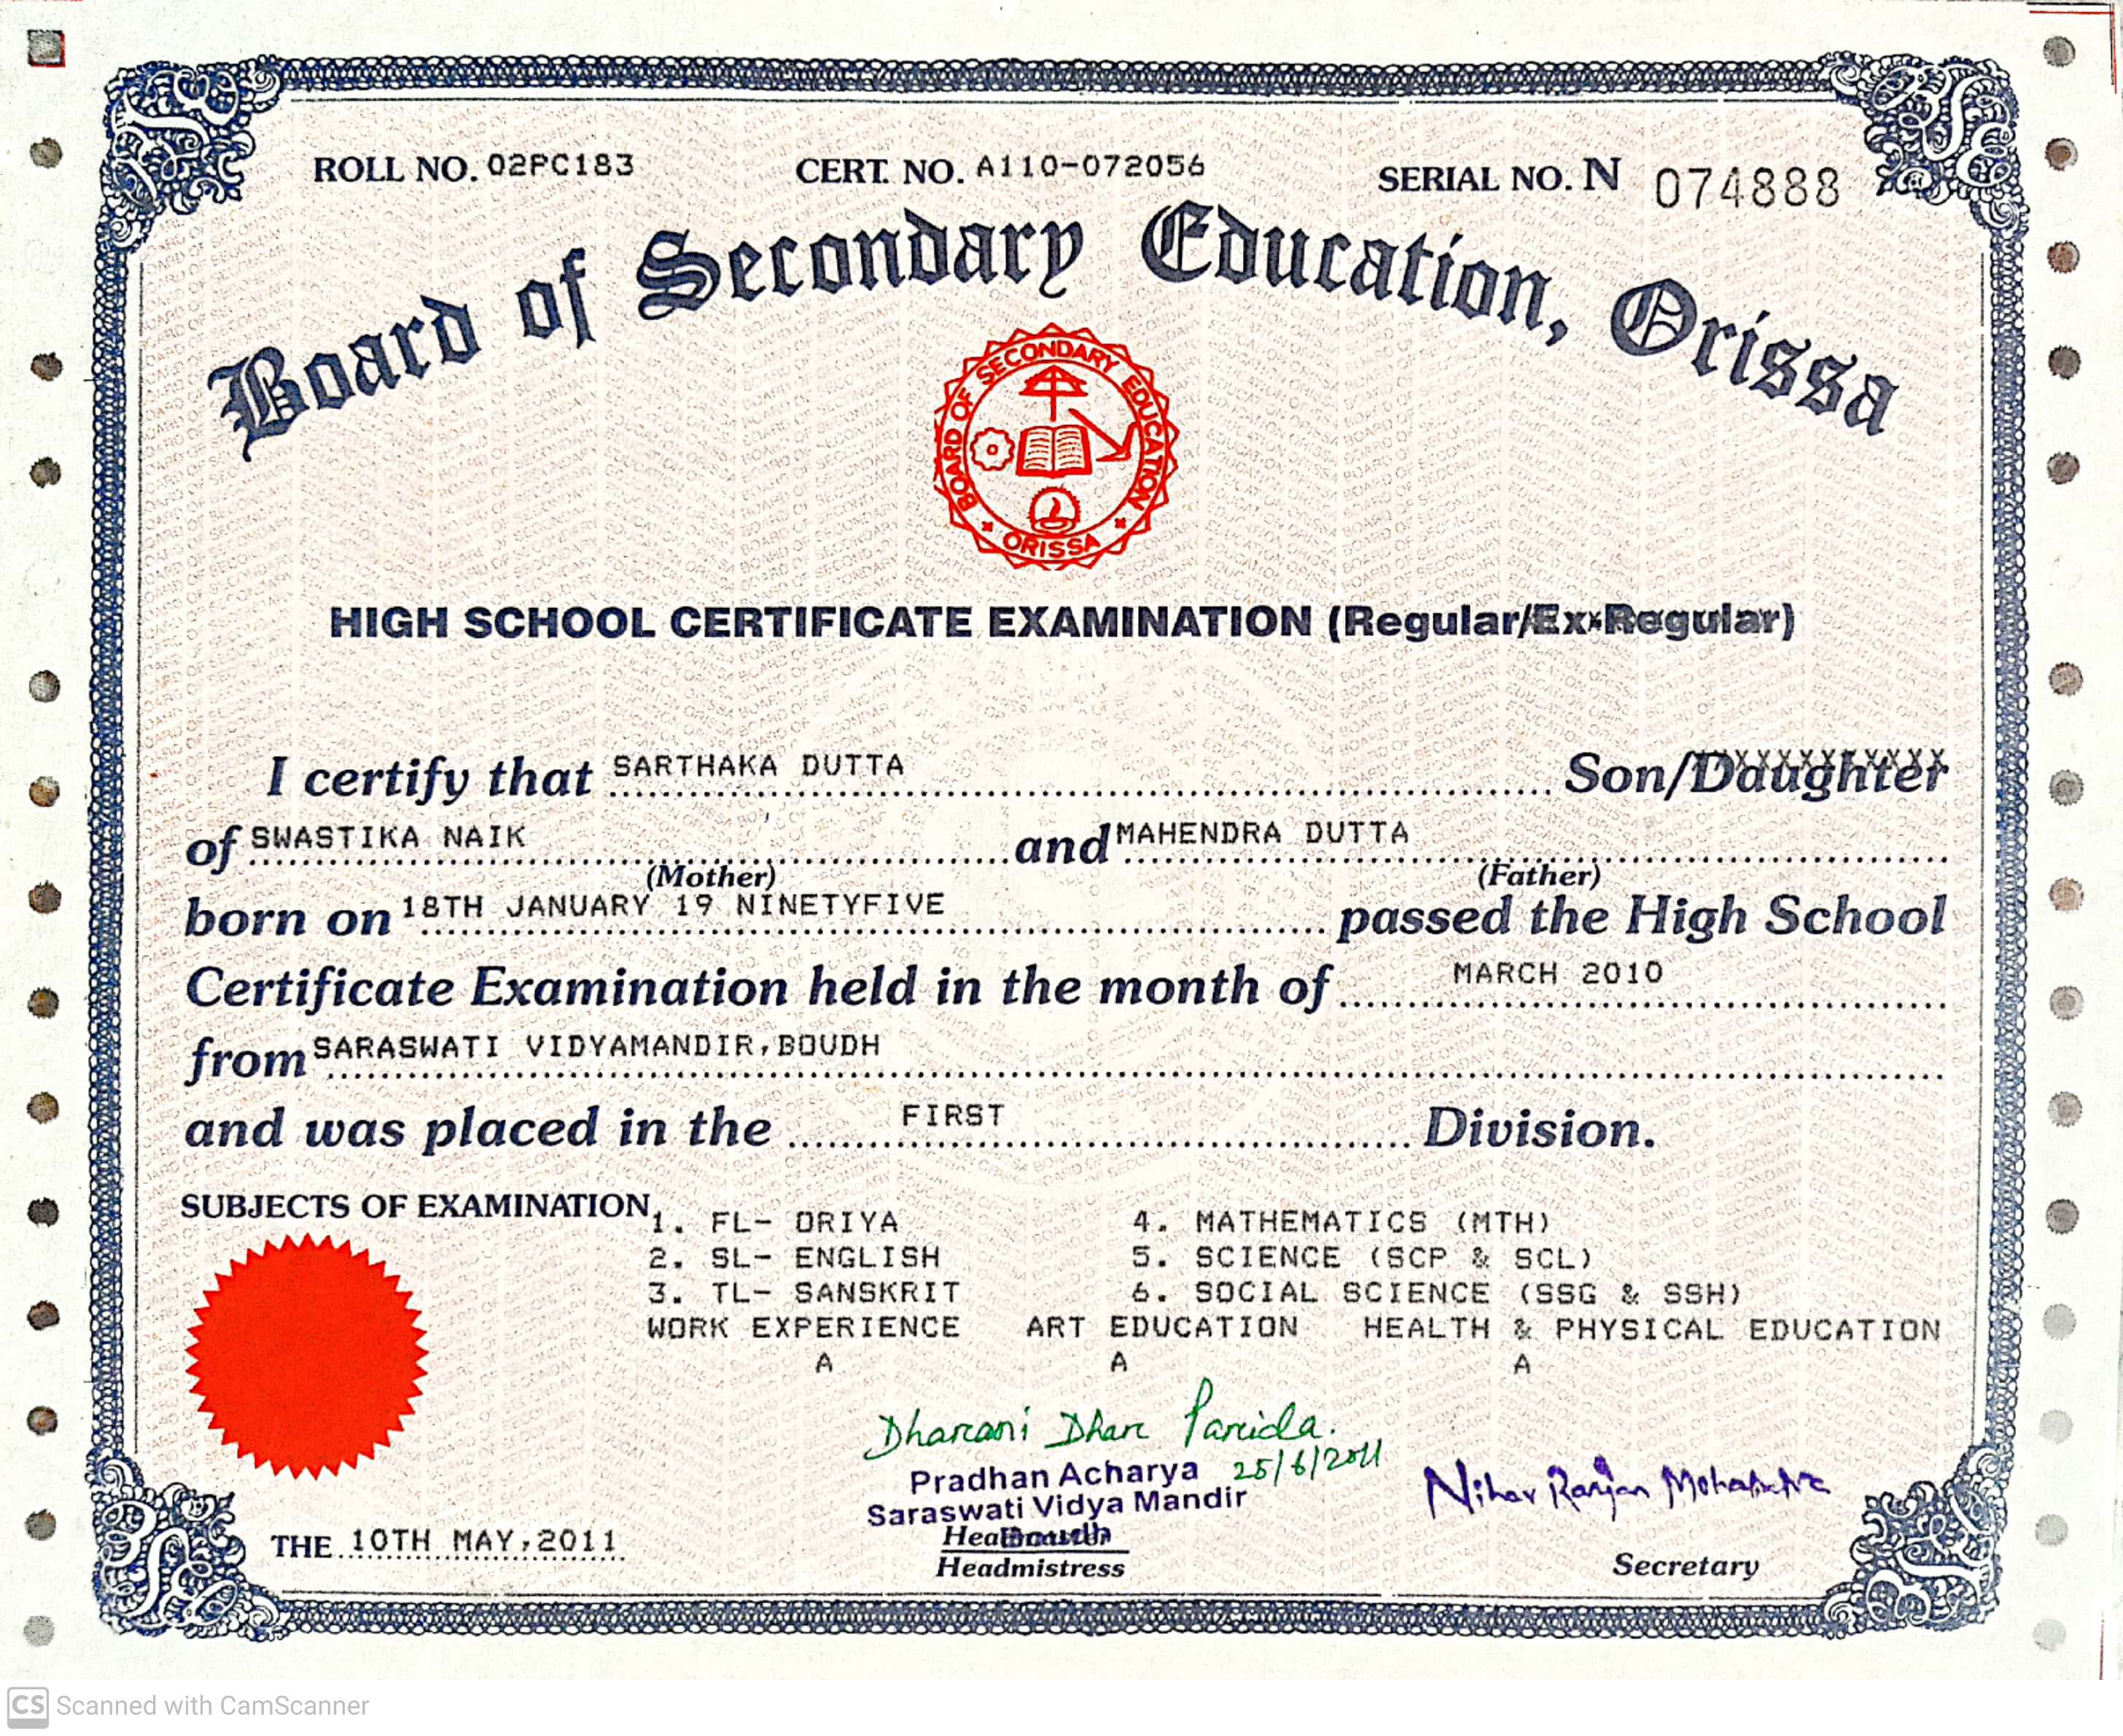 ROLL NO. 02PC183 CERT. NO. A110-072056 SERIAL NO. N 074888
Board of Secondary Education, Orissa
BOARD OF SECONDARY EDUCATION
ORISSA
HIGH SCHOOL CERTIFICATE EXAMINATION (Regular/Ex-Regular)
I certify that SARTHAKA DUTTA Son/Daughter
of SWASTIKA NAIK and MAHENDRA DUTTA
(Mother) (Father)
born on 18TH JANUARY 19 NINETYFIVE passed the High School
Certificate Examination held in the month of MARCH 2010
from SARASWATI VIDYAMANDIR,BOUDH
and was placed in the FIRST Division.
SUBJECTS OF EXAMINATION
1. FL- ORIYA 4. MATHEMATICS (MTH)
2. SL- ENGLISH 5. SCIENCE (SCP & SCL)
3. TL- SANSKRIT 6. SOCIAL SCIENCE (SSG & SSH)
WORK EXPERIENCE ART EDUCATION HEALTH & PHYSICAL EDUCATION
A A A
Dharani Dhar Parida.
25/6/2011
Pradhan Acharya
Saraswati Vidya Mandir
Nihar Ranjan
THE 10TH MAY,2011
Headmistress
Secretary
CS Scanned with CamScanner